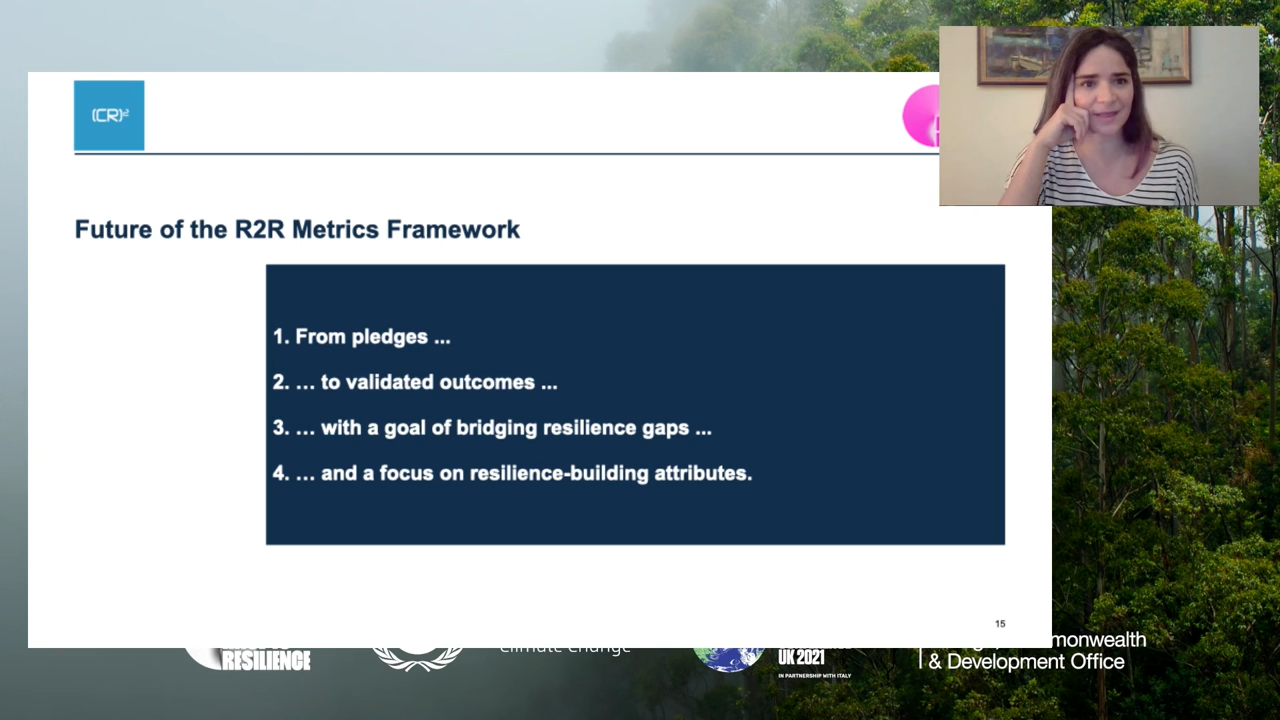 (CR)²
Future of the R2R Metrics Framework
1. From pledges ...
2. ... to validated outcomes ...
3. ... with a goal of bridging resilience gaps ...
4. ... and a focus on resilience-building attributes.
15
RESILIENCE
Climate Change
UK 2021
IN PARTNERSHIP WITH ITALY
monwealth
& Development Office